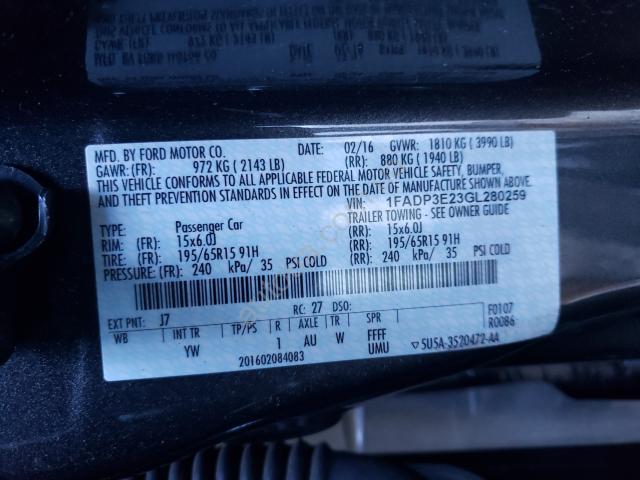 MFD. BY FORD MOTOR CO. DATE: 02/16 GVWR: 1810 KG ( 3990 LB)
GAWR: (FR): 972 KG ( 2143 LB) (RR): 880 KG ( 1940 LB)
THIS VEHICLE CONFORMS TO ALL APPLICABLE FEDERAL MOTOR VEHICLE SAFETY, BUMPER,
AND THEFT PREVENTION STANDARDS IN EFFECT ON THE DATE OF MANUFACTURE SHOWN ABOVE.
VIN: 1FADP3E23GL280259
TYPE: Passenger Car TRAILER TOWING - SEE OWNER GUIDE
RIM: (FR): 15x6.0J (RR): 15x6.0J
TIRE: (FR): 195/65R15 91H (RR): 195/65R15 91H
PRESSURE: (FR): 240 kPa/ 35 PSI COLD (RR): 240 kPa/ 35 PSI COLD
EXT PNT: J7 RC: 27 DSO: F0107
WB INT TR TP/PS R AXLE TR SPR R0086
YW 1 AU W FFFF
UMU
201602084083 5U5A-3520472-AA